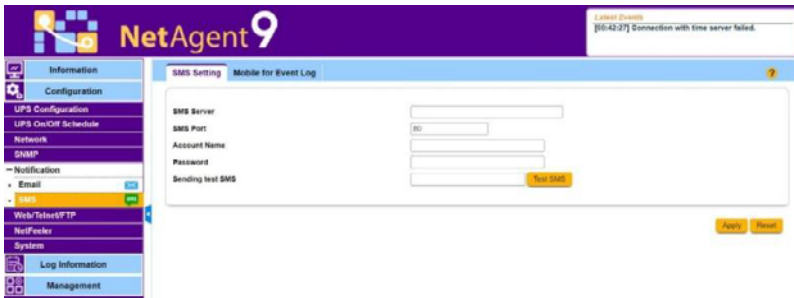 NetAgent 9
Latest Events
[00:42:27] Connection with time server failed.
Information
Configuration
UPS Configuration
UPS On/Off Schedule
Network
SNMP
Notification
Email
SMS
Web/Telnet/FTP
NetFeeler
System
Log Information
Management
SMS Setting
Mobile for Event Log
?
SMS Server
SMS Port
80
Account Name
Password
Sending test SMS
Test SMS
Apply
Reset